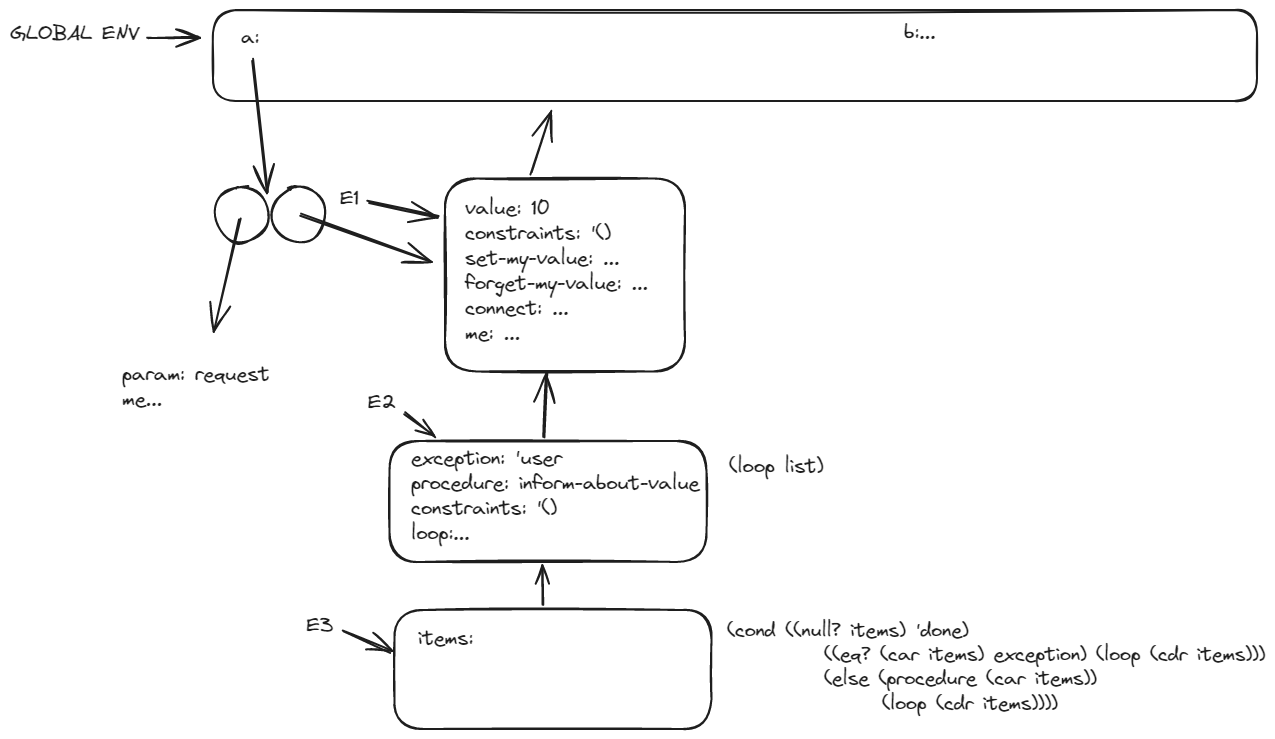 GLOBAL ENV
a:
b:...
E1
value: 10
constraints: '()
set-my-value: ...
forget-my-value: ...
connect: ...
me: ...
param: request
me...
E2
exception: 'user
procedure: inform-about-value
constraints: '()
loop:...
(loop list)
E3
items:
(cond ((null? items) 'done)
((eq? (car items) exception) (loop (cdr items)))
(else (procedure (car items))
(loop (cdr items))))